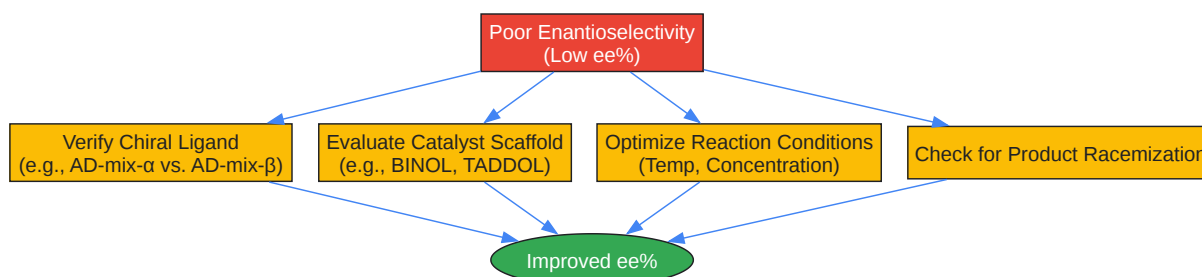 Poor Enantioselectivity
(Low ee%)
Verify Chiral Ligand
(e.g., AD-mix-α vs. AD-mix-β)
Evaluate Catalyst Scaffold
(e.g., BINOL, TADDOL)
Optimize Reaction Conditions
(Temp, Concentration)
Check for Product Racemization
Improved ee%